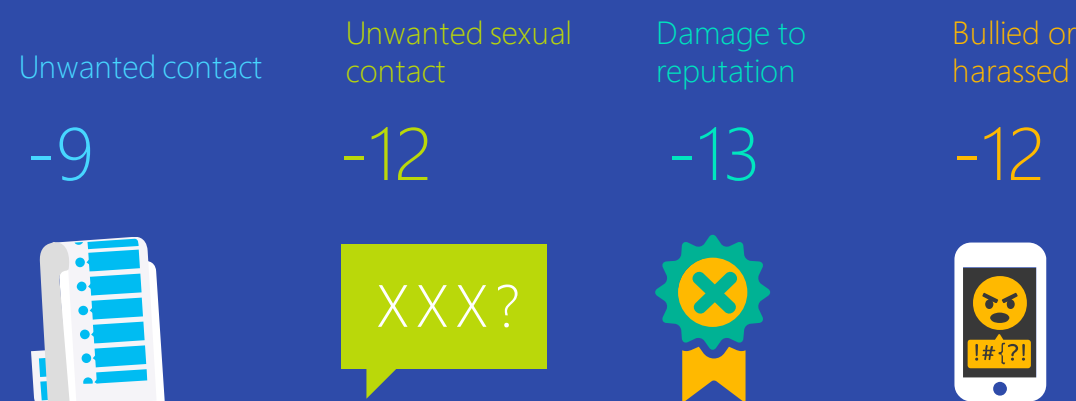 Unwanted contact
-9
Unwanted sexual
contact
-12
XXX?
Damage to
reputation
-13
Bullied or
harassed
-12
!#{?!